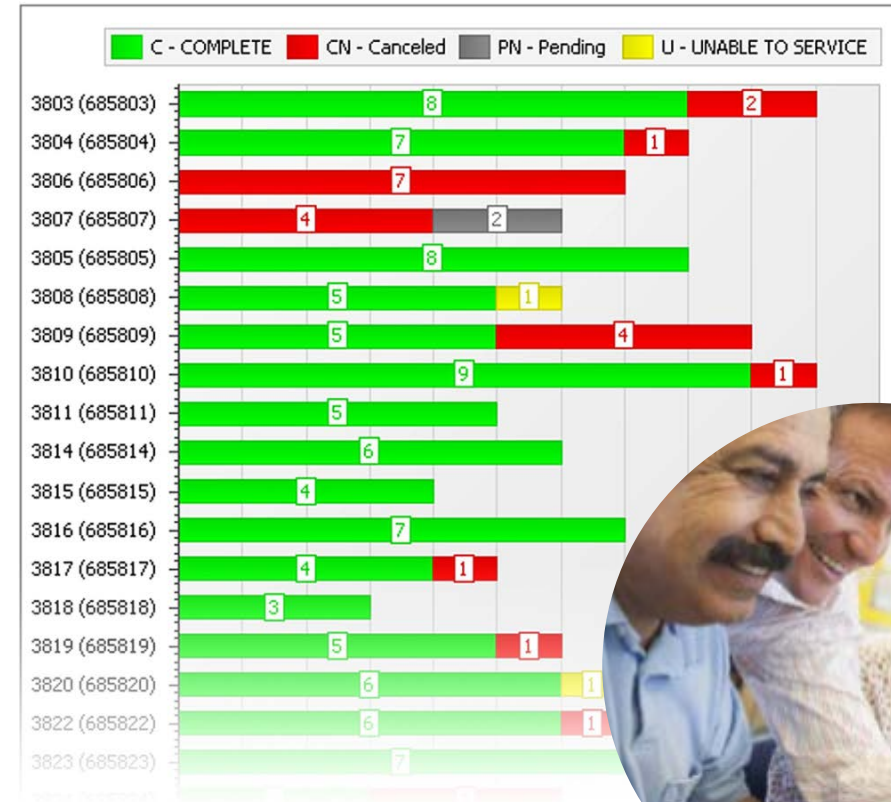 C - COMPLETE CN - Canceled PN - Pending U - UNABLE TO SERVICE
3803 (685803) 8 2
3804 (685804) 7 1
3806 (685806) 7
3807 (685807) 4 2
3805 (685805) 8
3808 (685808) 5 1
3809 (685809) 5 4
3810 (685810) 9 1
3811 (685811) 5
3814 (685814) 6
3815 (685815) 4
3816 (685816) 7
3817 (685817) 4 1
3818 (685818) 3
3819 (685819) 5 1
3820 (685820) 6 1
3822 (685822) 6 1
3823 (685823) 7